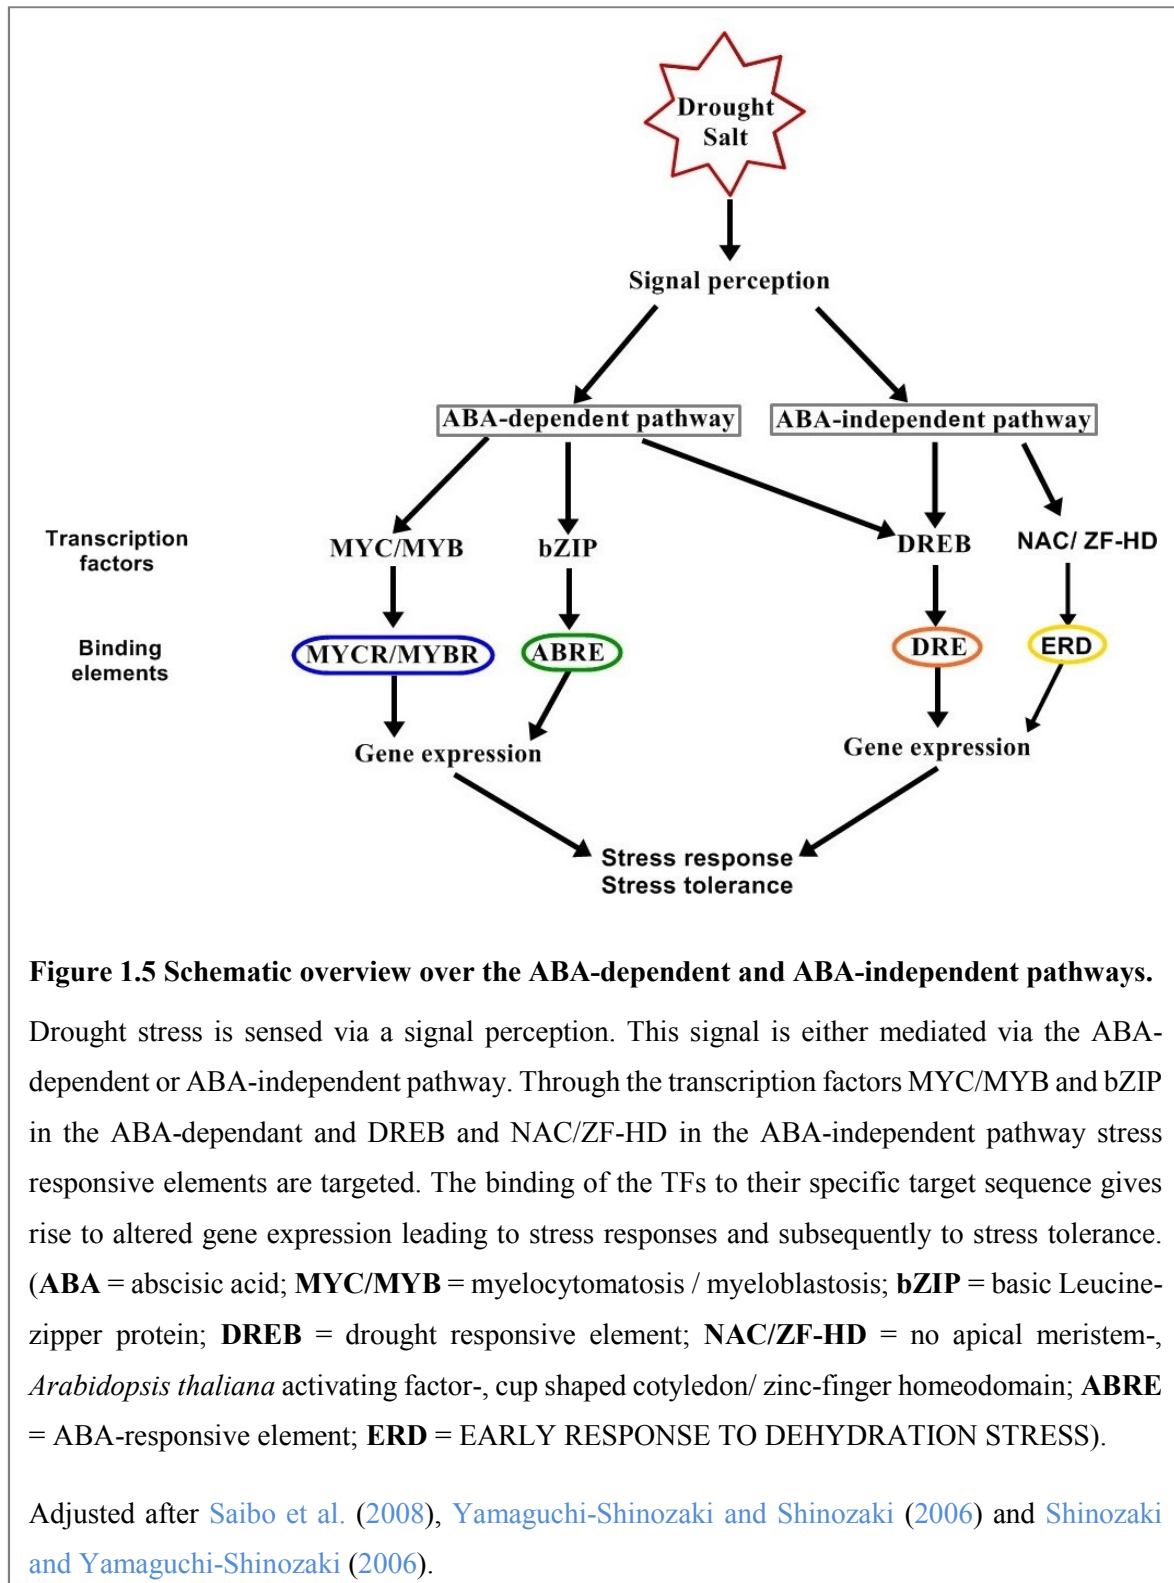 Drought
Salt
Signal perception
ABA-dependent pathway
ABA-independent pathway
Transcription
factors
MYC/MYB
bZIP
DREB
NAC/ ZF-HD
Binding
elements
MYCR/MYBR
ABRE
DRE
ERD
Gene expression
Gene expression
Stress response
Stress tolerance
Figure 1.5 Schematic overview over the ABA-dependent and ABA-independent pathways.
Drought stress is sensed via a signal perception. This signal is either mediated via the ABA-
dependent or ABA-independent pathway. Through the transcription factors MYC/MYB and bZIP
in the ABA-dependant and DREB and NAC/ZF-HD in the ABA-independent pathway stress
responsive elements are targeted. The binding of the TFs to their specific target sequence gives
rise to altered gene expression leading to stress responses and subsequently to stress tolerance.
(ABA = abscisic acid; MYC/MYB = myelocytomatosis / myeloblastosis; bZIP = basic Leucine-
zipper protein; DREB = drought responsive element; NAC/ZF-HD = no apical meristem-,
Arabidopsis thaliana activating factor-, cup shaped cotyledon/ zinc-finger homeodomain; ABRE
= ABA-responsive element; ERD = EARLY RESPONSE TO DEHYDRATION STRESS).
Adjusted after Saibo et al. (2008), Yamaguchi-Shinozaki and Shinozaki (2006) and Shinozaki
and Yamaguchi-Shinozaki (2006).